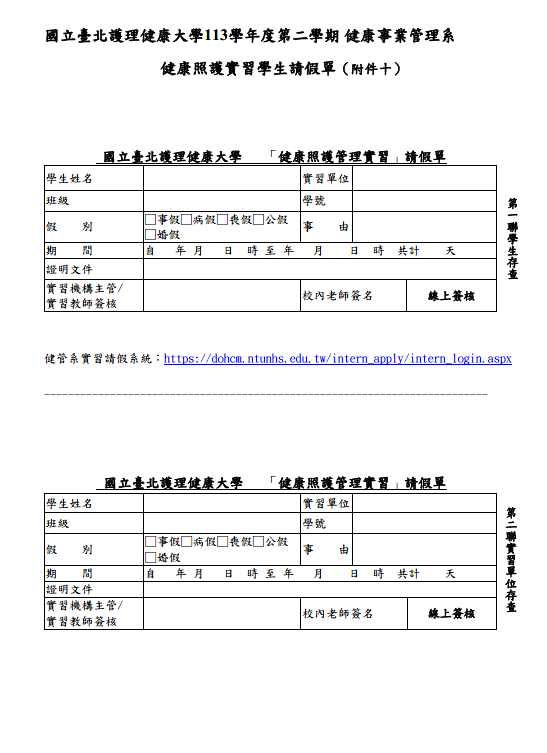 國立臺北護理健康大學113學年度第二學期 健康事業管理系
健康照護實習學生請假單（附件十）
國立臺北護理健康大學 「健康照護管理實習」請假單
學生姓名 實習單位
班級 學號
假 別 □事假□病假□喪假□公假 事 由
□婚假
期 間 自 年 月 日 時 至 年 月 日 時 共計 天
證明文件
實習機構主管/ 校內老師簽名 線上簽核
實習教師簽核
第一聯學生存查
健管系實習請假系統：https://dohcm.ntunhs.edu.tw/intern_apply/intern_login.aspx
--------------------------------------------------------------------------
國立臺北護理健康大學 「健康照護管理實習」請假單
學生姓名 實習單位
班級 學號
假 別 □事假□病假□喪假□公假 事 由
□婚假
期 間 自 年 月 日 時 至 年 月 日 時 共計 天
證明文件
實習機構主管/ 校內老師簽名 線上簽核
實習教師簽核
第二聯實習單位存查